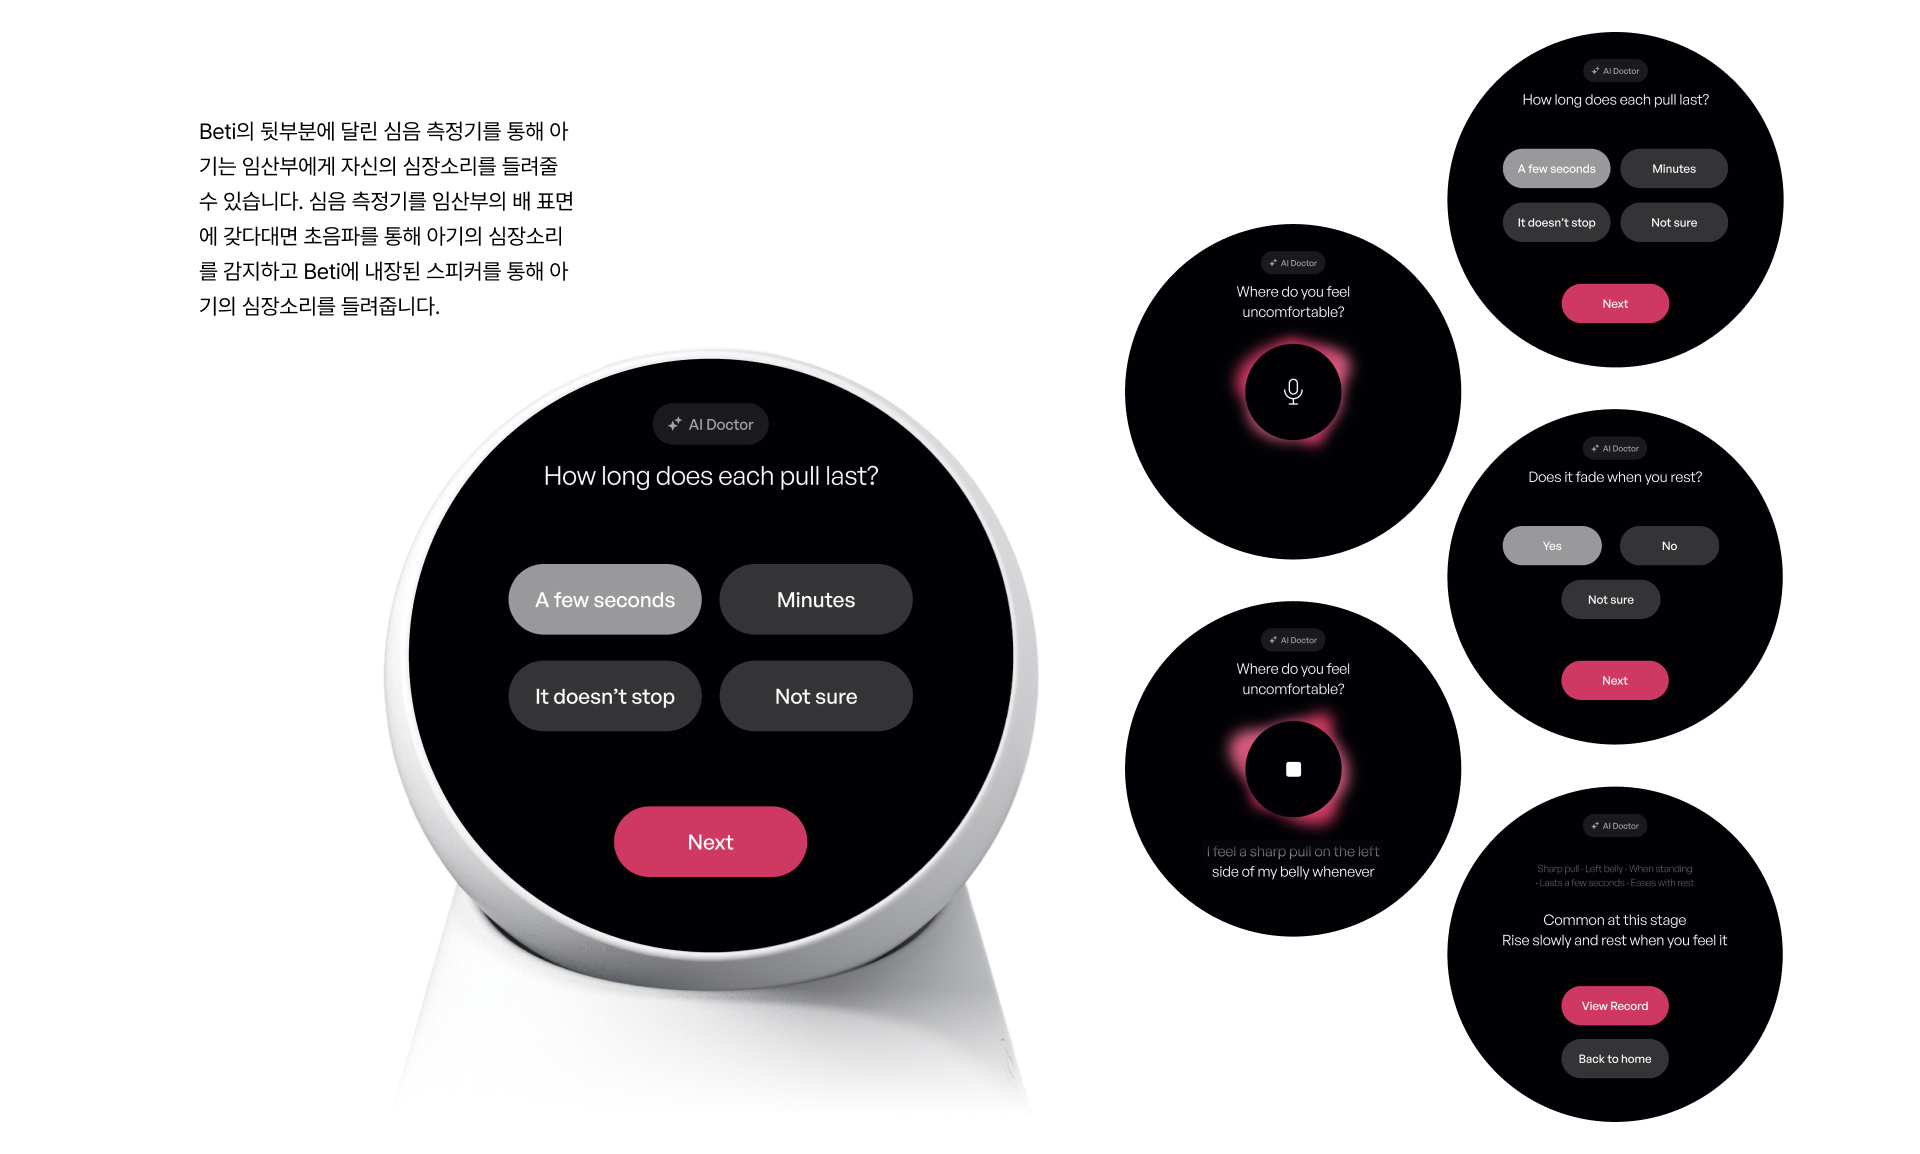 Beti의 뒷부분에 달린 심음 측정기를 통해 아
기는 임산부에게 자신의 심장소리를 들려줄
수 있습니다. 심음 측정기를 임산부의 배 표면
에 갖다대면 초음파를 통해 아기의 심장소리
를 감지하고 Beti에 내장된 스피커를 통해 아
기의 심장소리를 들려줍니다.
AI Doctor
How long does each pull last?
A few seconds
Minutes
It doesn’t stop
Not sure
Next
AI Doctor
Where do you feel
uncomfortable?
AI Doctor
Where do you feel
uncomfortable?
I feel a sharp pull on the left
side of my belly whenever
AI Doctor
How long does each pull last?
A few seconds
Minutes
It doesn’t stop
Not sure
Next
AI Doctor
Does it fade when you rest?
Yes
No
Not sure
Next
AI Doctor
Sharp pull · Left belly · When standing
· Lasts a few seconds · Eases with rest
Common at this stage
Rise slowly and rest when you feel it
View Record
Back to home